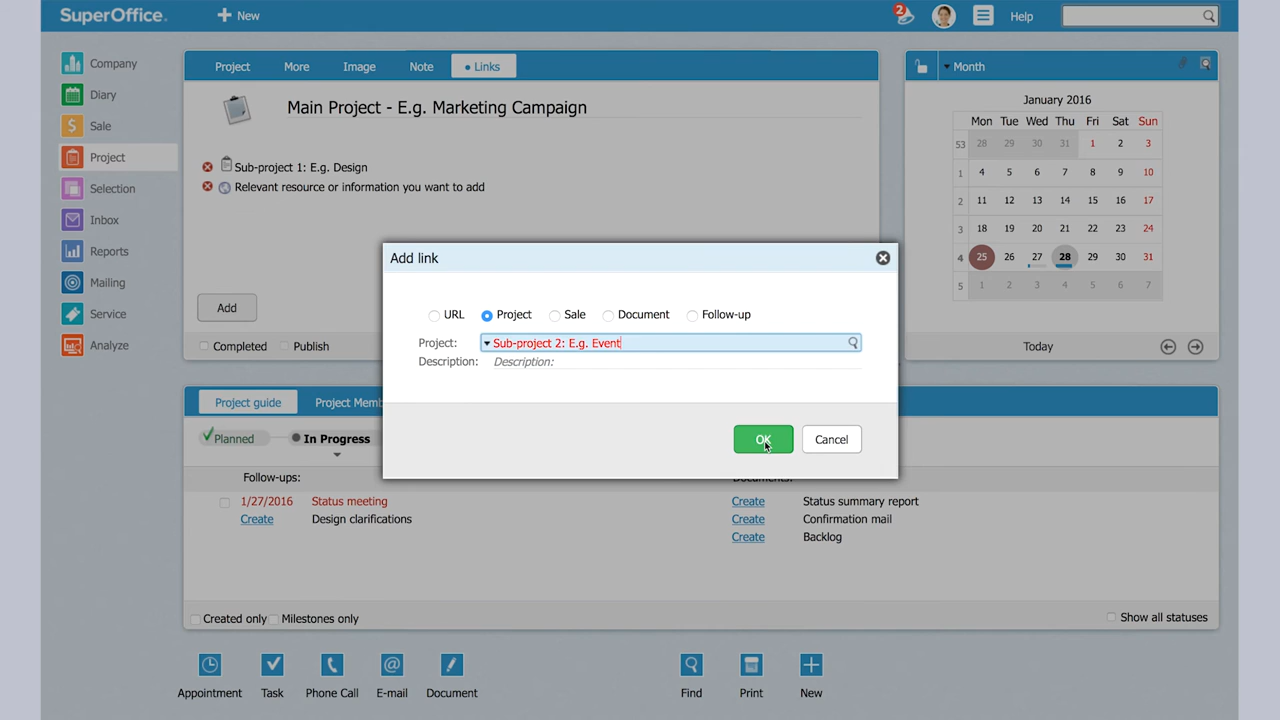 SuperOffice.
New
2
Help
Company
Diary
Sale
Project
Selection
Inbox
Reports
Mailing
Service
Analyze
Project More Image Note • Links
Main Project - E.g. Marketing Campaign
Sub-project 1: E.g. Design
Relevant resource or information you want to add
Add
Completed Publish
Month
January 2016
Mon Tue Wed Thu Fri Sat Sun
53 28 29 30 31 1 2 3
1 4 5 6 7 8 9 10
2 11 12 13 14 15 16 17
3 18 19 20 21 22 23 24
4 25 26 27 28 29 30 31
5 1 2 3 4 5 6 7
Today
Add link
URL Project Sale Document Follow-up
Project: Sub-project 2: E.g. Event
Description: Description:
OK Cancel
Project guide Project Memb
Planned In Progress
Follow-ups: Documents:
1/27/2016 Status meeting Create Status summary report
Create Design clarifications Create Confirmation mail
Create Backlog
Created only Milestones only Show all statuses
Appointment Task Phone Call E-mail Document Find Print New